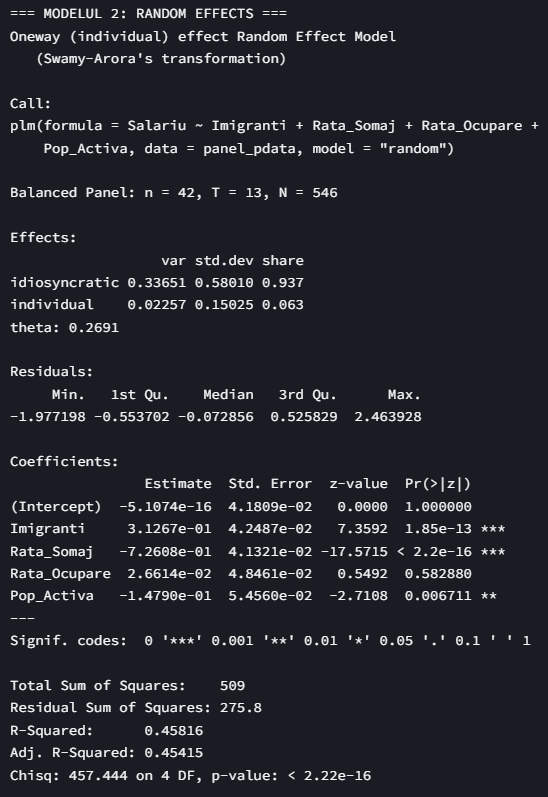 === MODELUL 2: RANDOM EFFECTS ===
Oneway (individual) effect Random Effect Model
(Swamy-Arora's transformation)
Call:
plm(formula = Salariu ~ Imigranti + Rata_Somaj + Rata_Ocupare +
Pop_Activa, data = panel_pdata, model = "random")
Balanced Panel: n = 42, T = 13, N = 546
Effects:
var std.dev share
idiosyncratic 0.33651 0.58010 0.937
individual 0.02257 0.15025 0.063
theta: 0.2691
Residuals:
Min. 1st Qu. Median 3rd Qu. Max.
-1.977198 -0.553702 -0.072856 0.525829 2.463928
Coefficients:
Estimate Std. Error z-value Pr(>|z|)
(Intercept) -5.1074e-16 4.1809e-02 0.0000 1.000000
Imigranti 3.1267e-01 4.2487e-02 7.3592 1.85e-13 ***
Rata_Somaj -7.2608e-01 4.1321e-02 -17.5715 < 2.2e-16 ***
Rata_Ocupare 2.6614e-02 4.8461e-02 0.5492 0.582880
Pop_Activa -1.4790e-01 5.4560e-02 -2.7108 0.006711 **
---
Signif. codes: 0 '***' 0.001 '**' 0.01 '*' 0.05 '.' 0.1 ' ' 1
Total Sum of Squares: 509
Residual Sum of Squares: 275.8
R-Squared: 0.45816
Adj. R-Squared: 0.45415
Chisq: 457.444 on 4 DF, p-value: < 2.22e-16